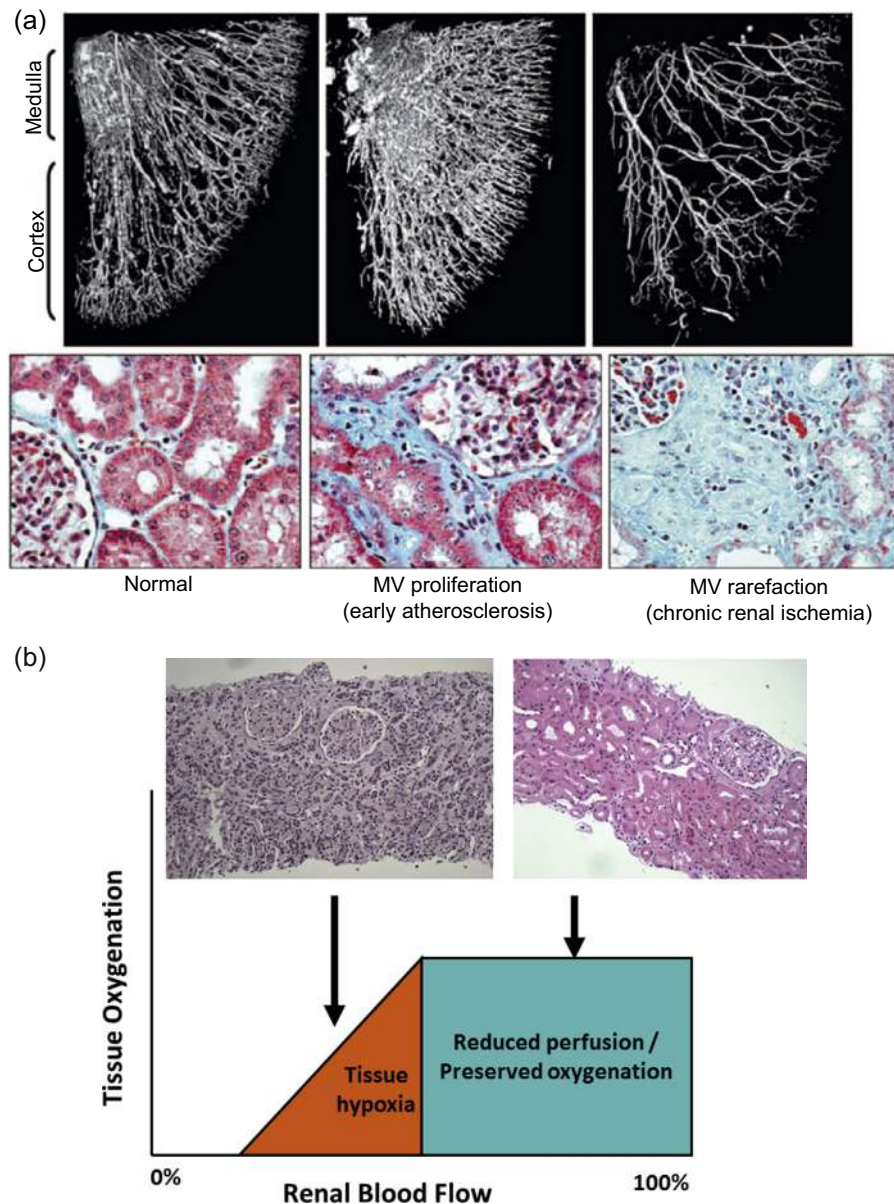 (a)
Medulla
Cortex
Normal
MV proliferation
(early atherosclerosis)
MV rarefaction
(chronic renal ischemia)
(b)
Tissue Oxygenation
Tissue
hypoxia
Reduced perfusion /
Preserved oxygenation
0%
Renal Blood Flow
100%